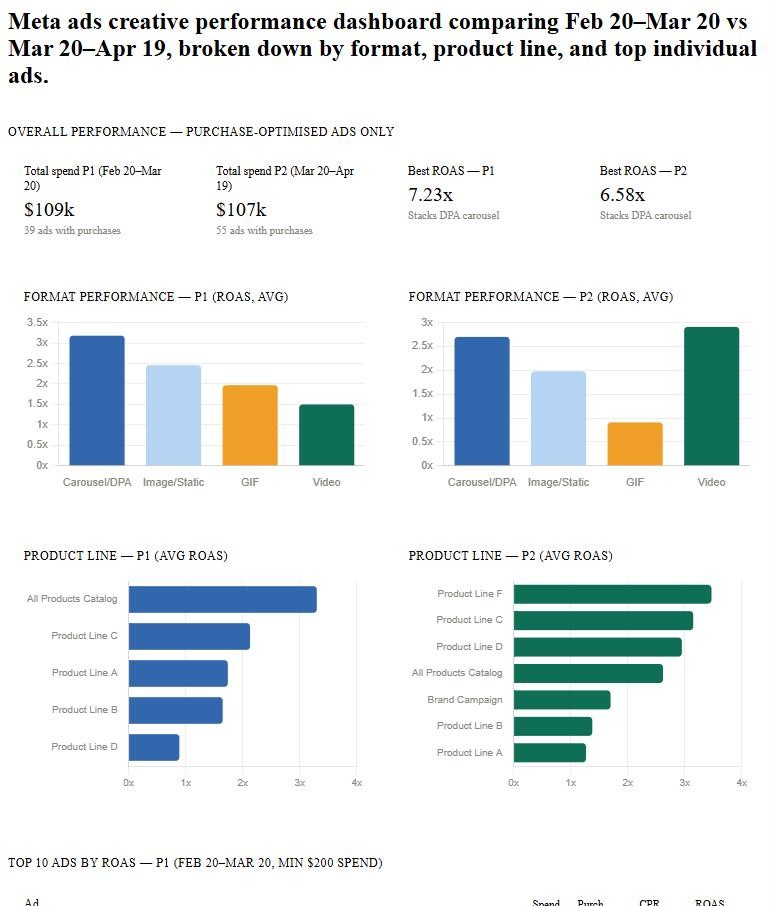 Meta ads creative performance dashboard comparing Feb 20–Mar 20 vs
Mar 20–Apr 19, broken down by format, product line, and top individual
ads.
OVERALL PERFORMANCE — PURCHASE-OPTIMISED ADS ONLY
Total spend P1 (Feb 20–Mar
20)
$109k
39 ads with purchases
Total spend P2 (Mar 20–Apr
19)
$107k
55 ads with purchases
Best ROAS — P1
7.23x
Stacks DPA carousel
Best ROAS — P2
6.58x
Stacks DPA carousel
FORMAT PERFORMANCE — P1 (ROAS, AVG)
3.5x
3x
2.5x
2x
1.5x
1x
0.5x
0x
Carousel/DPA Image/Static GIF Video
FORMAT PERFORMANCE — P2 (ROAS, AVG)
3x
2.5x
2x
1.5x
1x
0.5x
0x
Carousel/DPA Image/Static GIF Video
PRODUCT LINE — P1 (AVG ROAS)
All Products Catalog
Product Line C
Product Line A
Product Line B
Product Line D
0x 1x 2x 3x 4x
PRODUCT LINE — P2 (AVG ROAS)
Product Line F
Product Line C
Product Line D
All Products Catalog
Brand Campaign
Product Line B
Product Line A
0x 1x 2x 3x 4x
TOP 10 ADS BY ROAS — P1 (FEB 20–MAR 20, MIN $200 SPEND)
Ad Spend Purch. CPR ROAS